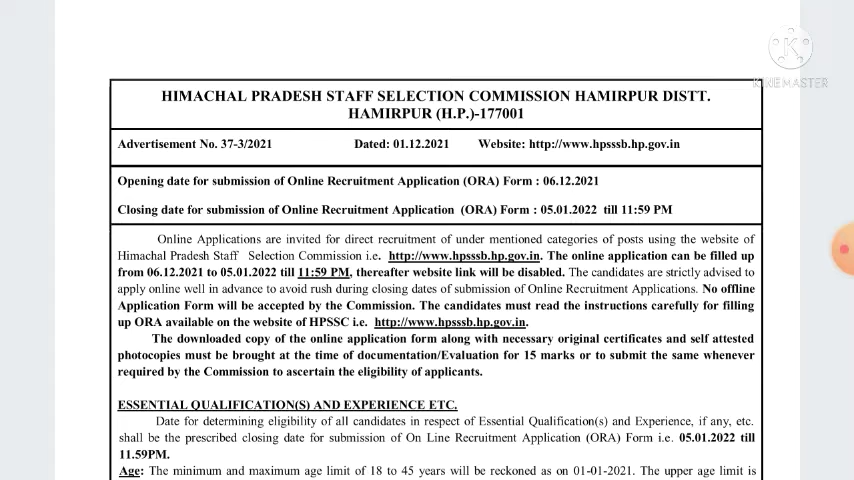 KINEMASTER
HIMACHAL PRADESH STAFF SELECTION COMMISSION HAMIRPUR DISTT.
HAMIRPUR (H.P.)-177001
Advertisement No. 37-3/2021 Dated: 01.12.2021 Website: http://www.hpsssb.hp.gov.in
Opening date for submission of Online Recruitment Application (ORA) Form : 06.12.2021
Closing date for submission of Online Recruitment Application (ORA) Form : 05.01.2022 till 11:59 PM
Online Applications are invited for direct recruitment of under mentioned categories of posts using the website of
Himachal Pradesh Staff Selection Commission i.e. http://www.hpsssb.hp.gov.in. The online application can be filled up
from 06.12.2021 to 05.01.2022 till 11:59 PM, thereafter website link will be disabled. The candidates are strictly advised to
apply online well in advance to avoid rush during closing dates of submission of Online Recruitment Applications. No offline
Application Form will be accepted by the Commission. The candidates must read the instructions carefully for filling
up ORA available on the website of HPSSC i.e. http://www.hpsssb.hp.gov.in.
The downloaded copy of the online application form along with necessary original certificates and self attested
photocopies must be brought at the time of documentation/Evaluation for 15 marks or to submit the same whenever
required by the Commission to ascertain the eligibility of applicants.
ESSENTIAL QUALIFICATION(S) AND EXPERIENCE ETC.
Date for determining eligibility of all candidates in respect of Essential Qualification(s) and Experience, if any, etc.
shall be the prescribed closing date for submission of On Line Recruitment Application (ORA) Form i.e. 05.01.2022 till
11.59PM.
Age: The minimum and maximum age limit of 18 to 45 years will be reckoned as on 01-01-2021. The upper age limit is